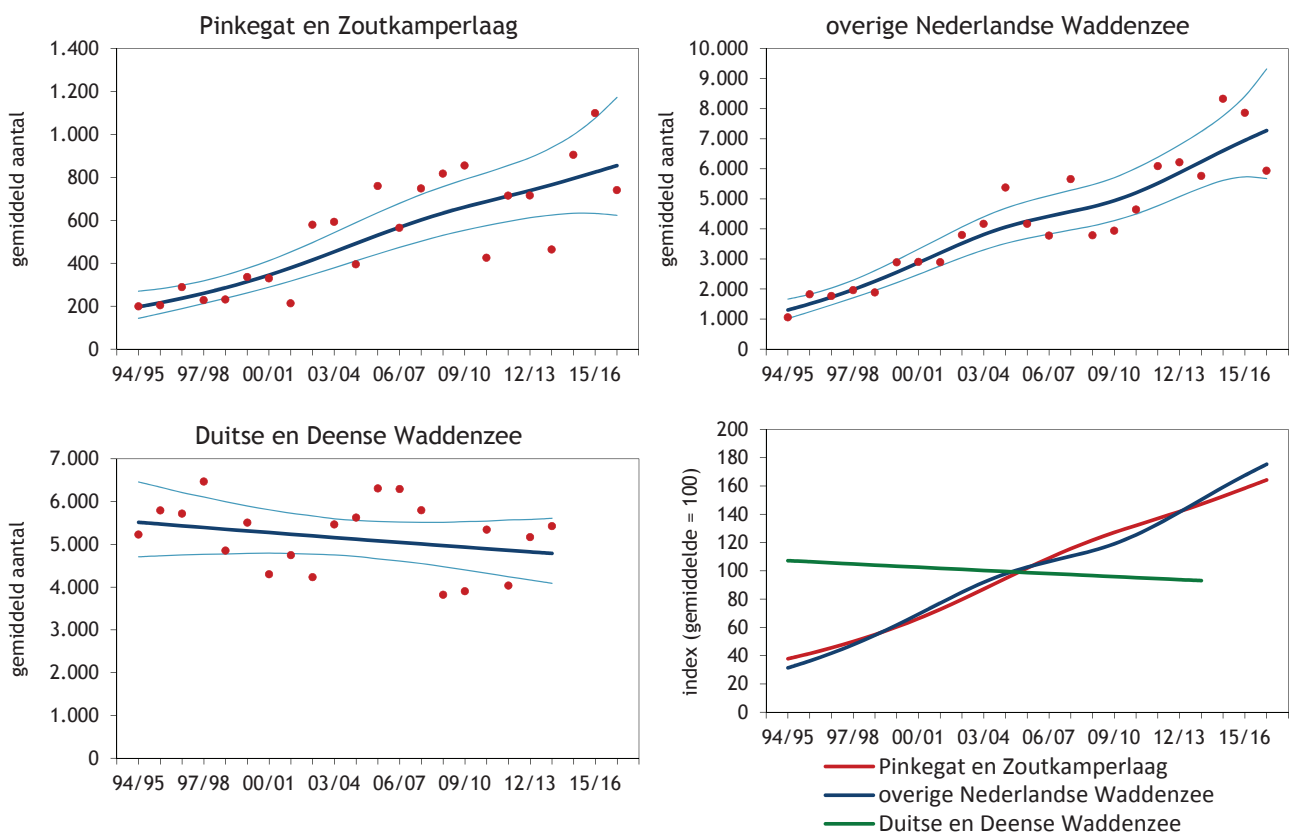 Pinkegat en Zoutkamperlaag
gemiddeld aantal
1.400
1.200
1.000
800
600
400
200
0
94/95 97/98 00/01 03/04 06/07 09/10 12/13 15/16
overige Nederlandse Waddenzee
gemiddeld aantal
10.000
9.000
8.000
7.000
6.000
5.000
4.000
3.000
2.000
1.000
0
94/95 97/98 00/01 03/04 06/07 09/10 12/13 15/16
Duitse en Deense Waddenzee
gemiddeld aantal
7.000
6.000
5.000
4.000
3.000
2.000
1.000
0
94/95 97/98 00/01 03/04 06/07 09/10 12/13 15/16
index (gemiddelde = 100)
200
180
160
140
120
100
80
60
40
20
0
94/95 97/98 00/01 03/04 06/07 09/10 12/13 15/16
Pinkegat en Zoutkamperlaag
overige Nederlandse Waddenzee
Duitse en Deense Waddenzee